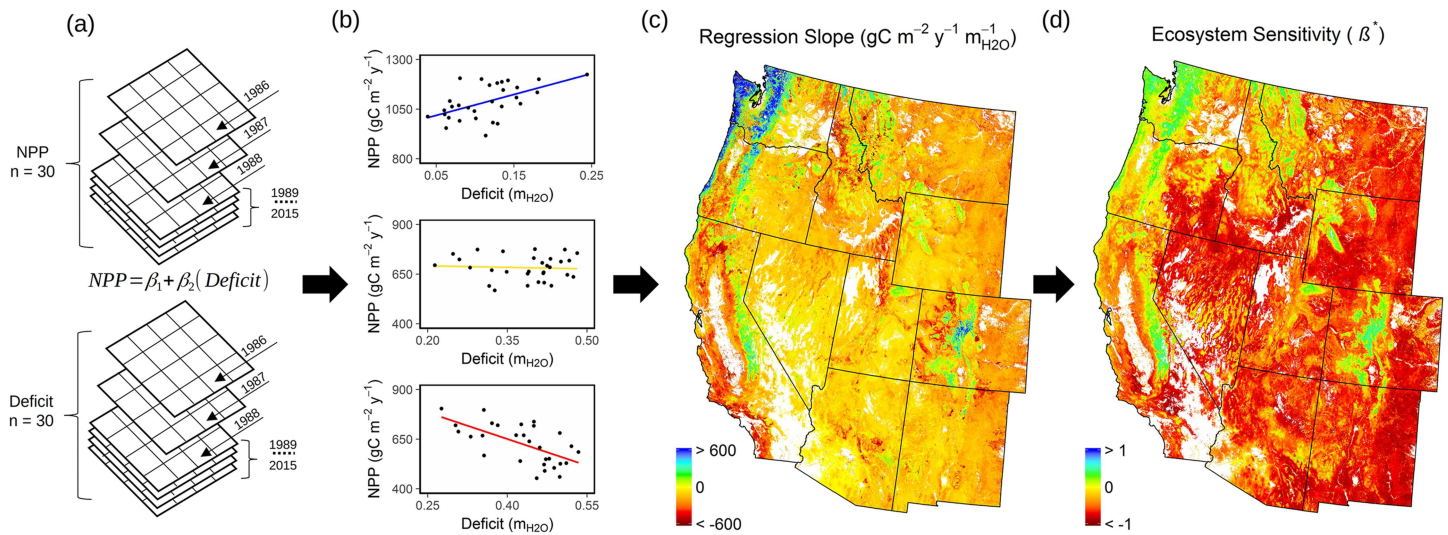 (a)
NPP
n = 30
1986
1987
1988
1989
2015
NPP = β1 + β2( Deficit)
Deficit
n = 30
1986
1987
1988
1989
2015
(b)
NPP (gC m⁻² y⁻¹)
1300
1050
800
0.05
0.15
0.25
Deficit (mH2O)
NPP (gC m⁻² y⁻¹)
900
650
400
0.20
0.35
0.50
Deficit (mH2O)
NPP (gC m⁻² y⁻¹)
900
650
400
0.25
0.40
0.55
Deficit (mH2O)
(c)
Regression Slope (gC m⁻² y⁻¹ m⁻¹H2O)
> 600
0
< -600
(d)
Ecosystem Sensitivity ( ß*)
> 1
0
< -1